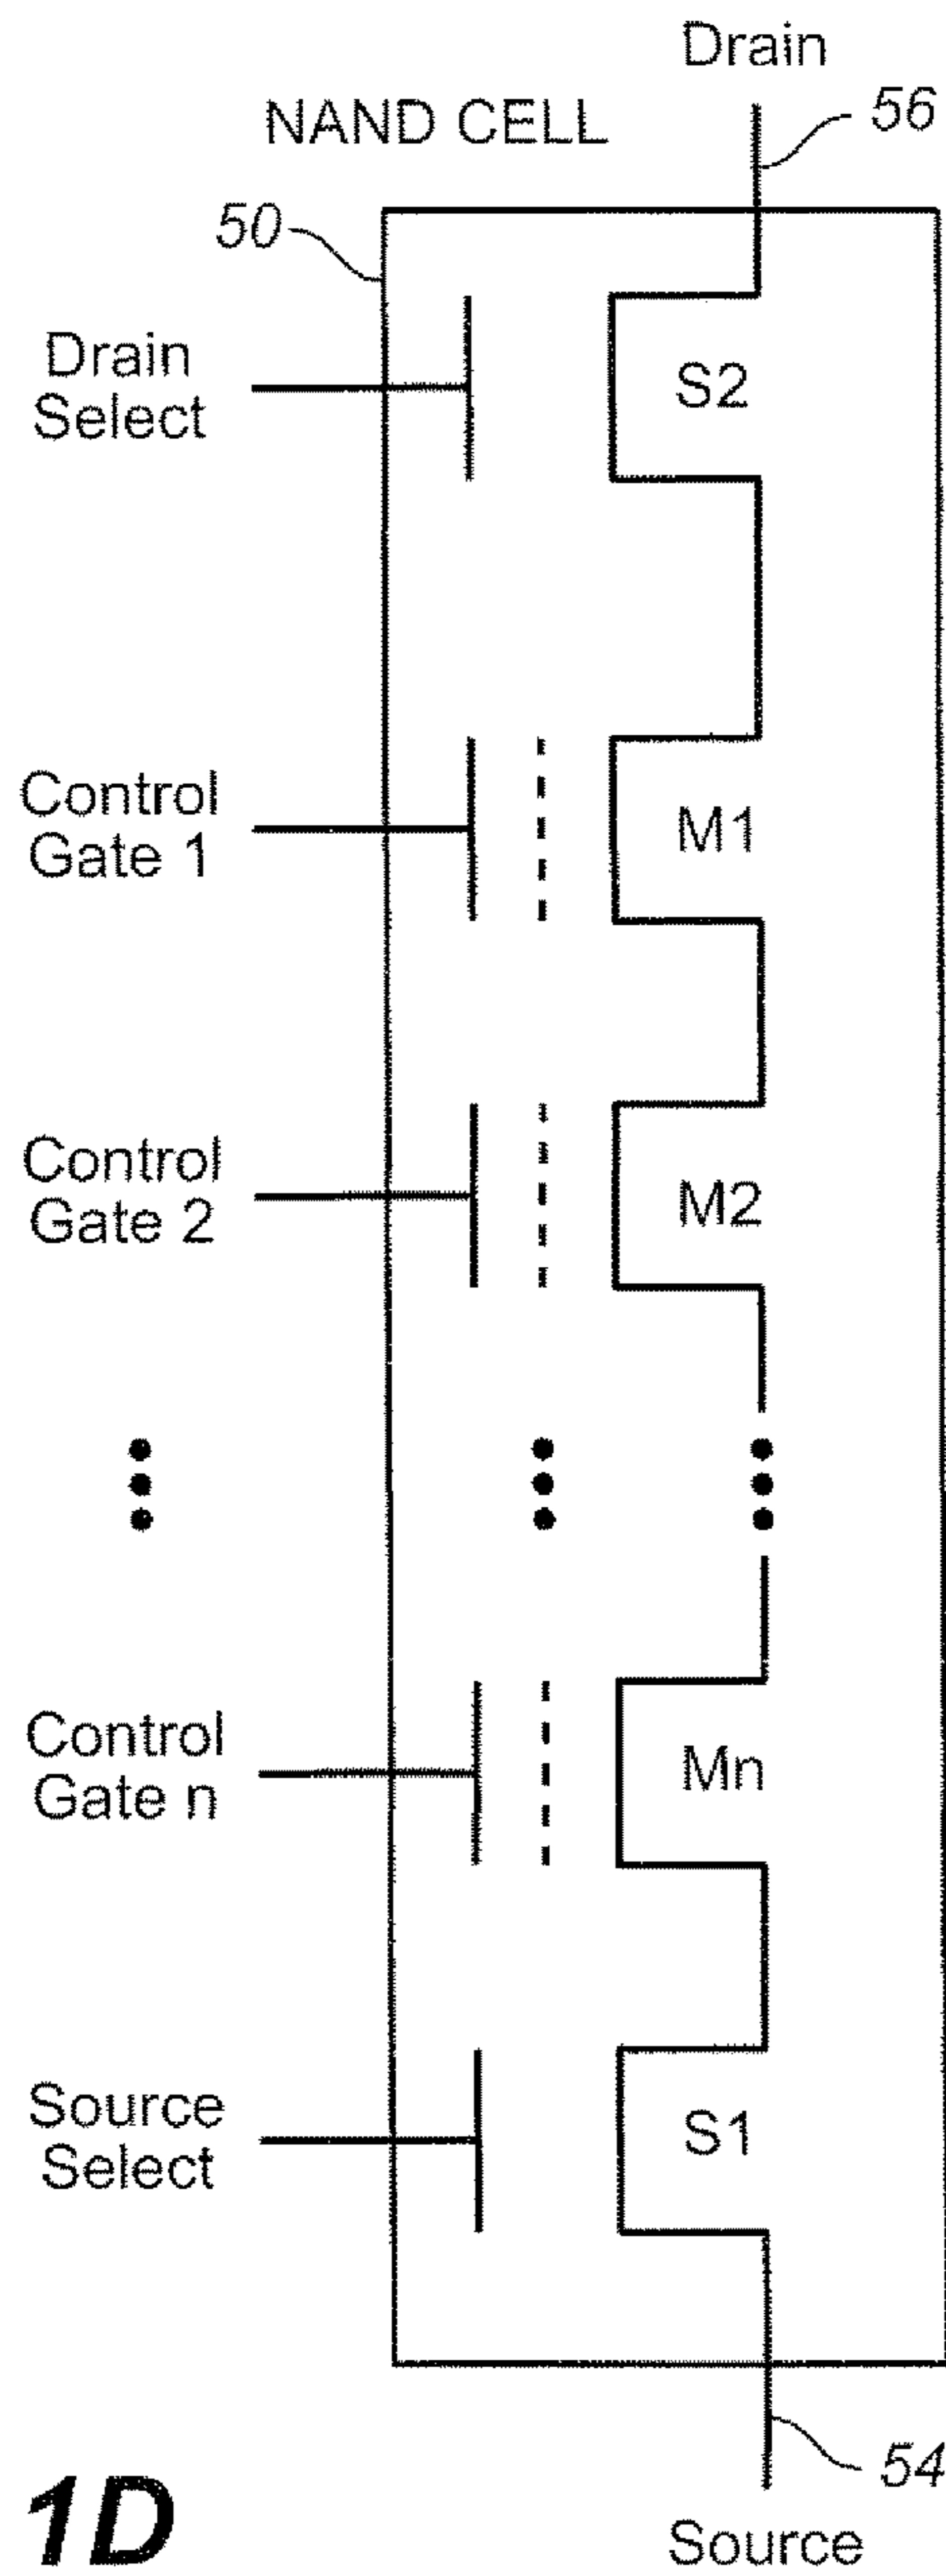 Drain
56
NAND CELL
50
Drain
Select
S2
Control
Gate 1
M1
Control
Gate 2
M2
Control
Gate n
Mn
Source
Select
S1
54
1D
Source